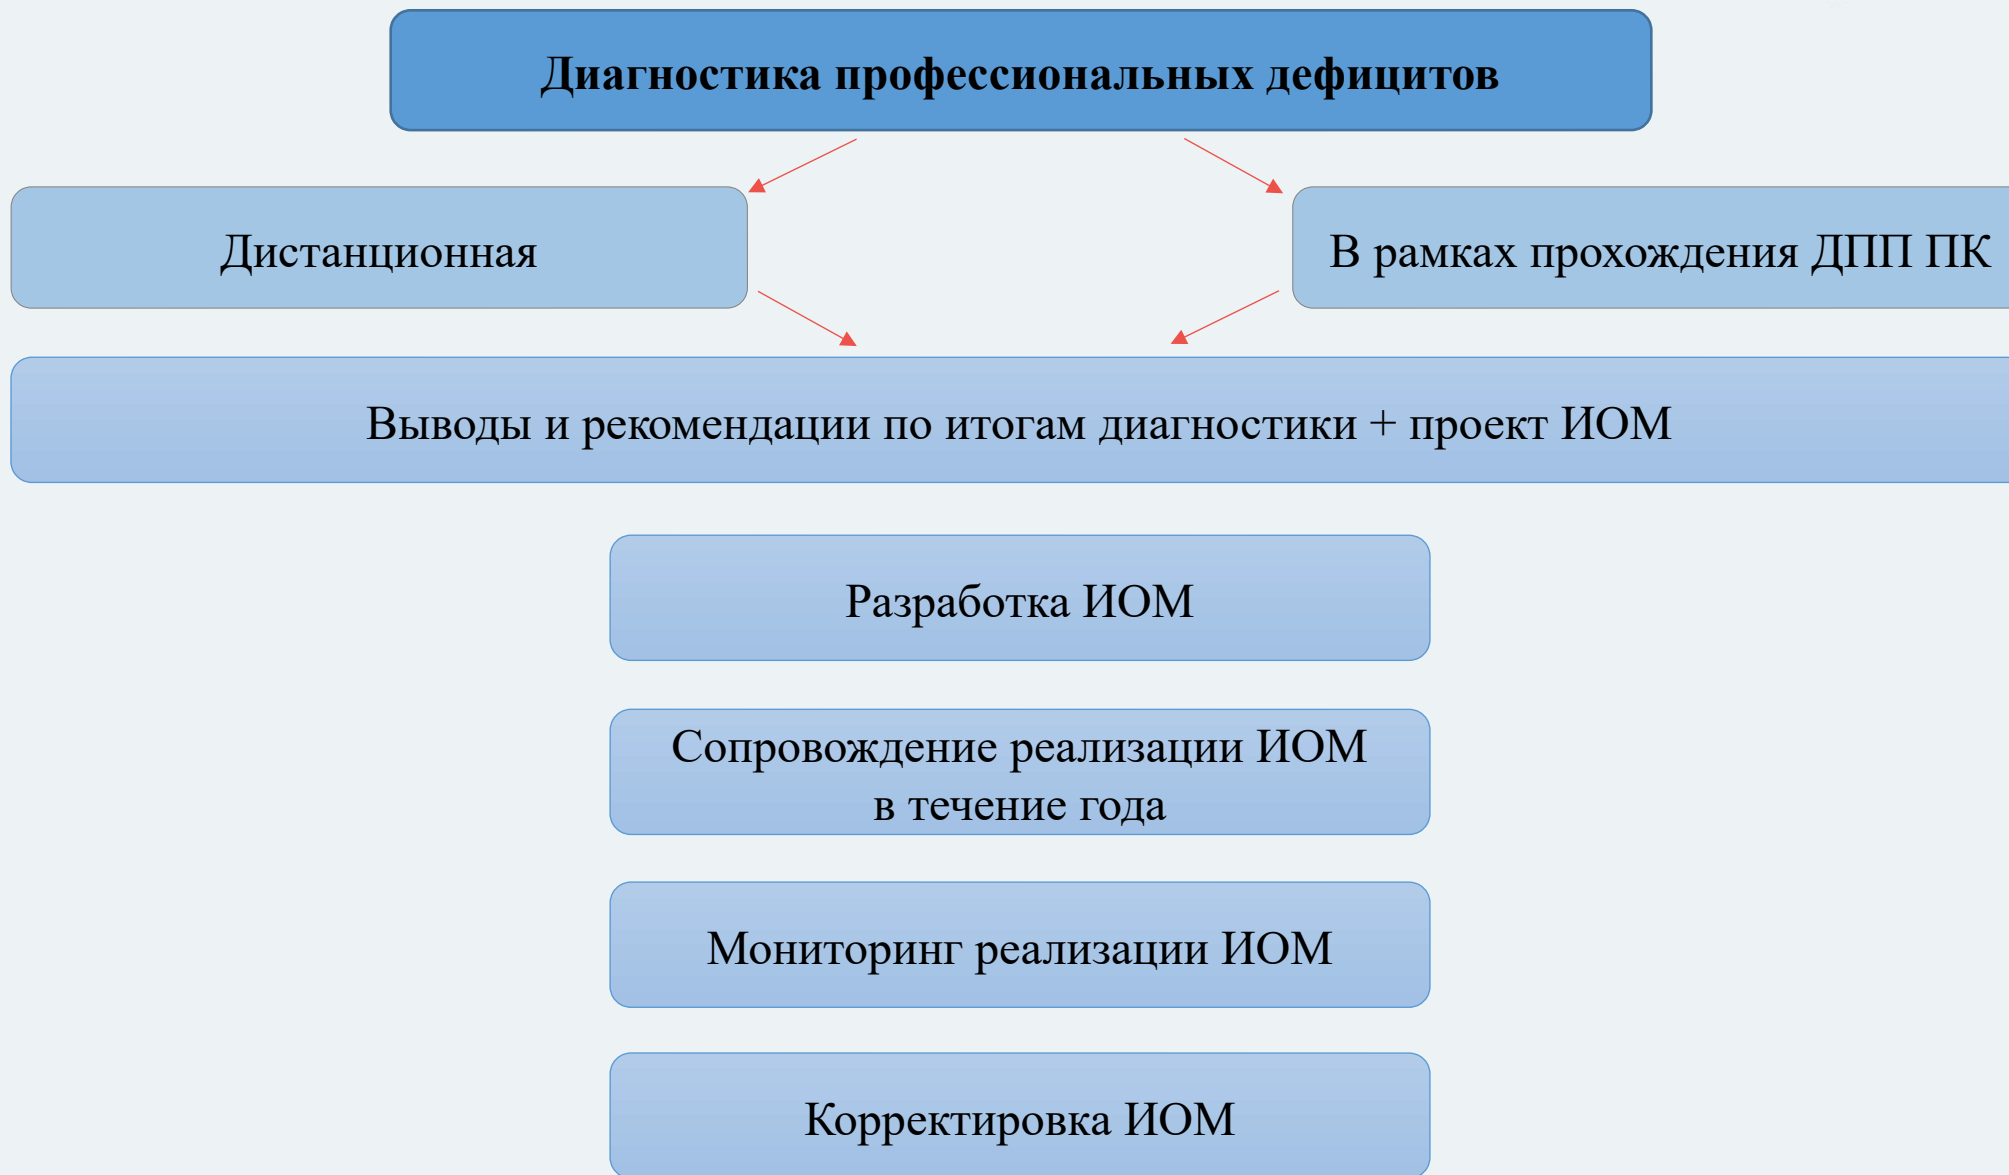 Диагностика профессиональных дефицитов
Дистанционная
В рамках прохождения ДПП ПК
Выводы и рекомендации по итогам диагностики + проект ИОМ
Разработка ИОМ
Сопровождение реализации ИОМ
в течение года
Мониторинг реализации ИОМ
Корректировка ИОМ